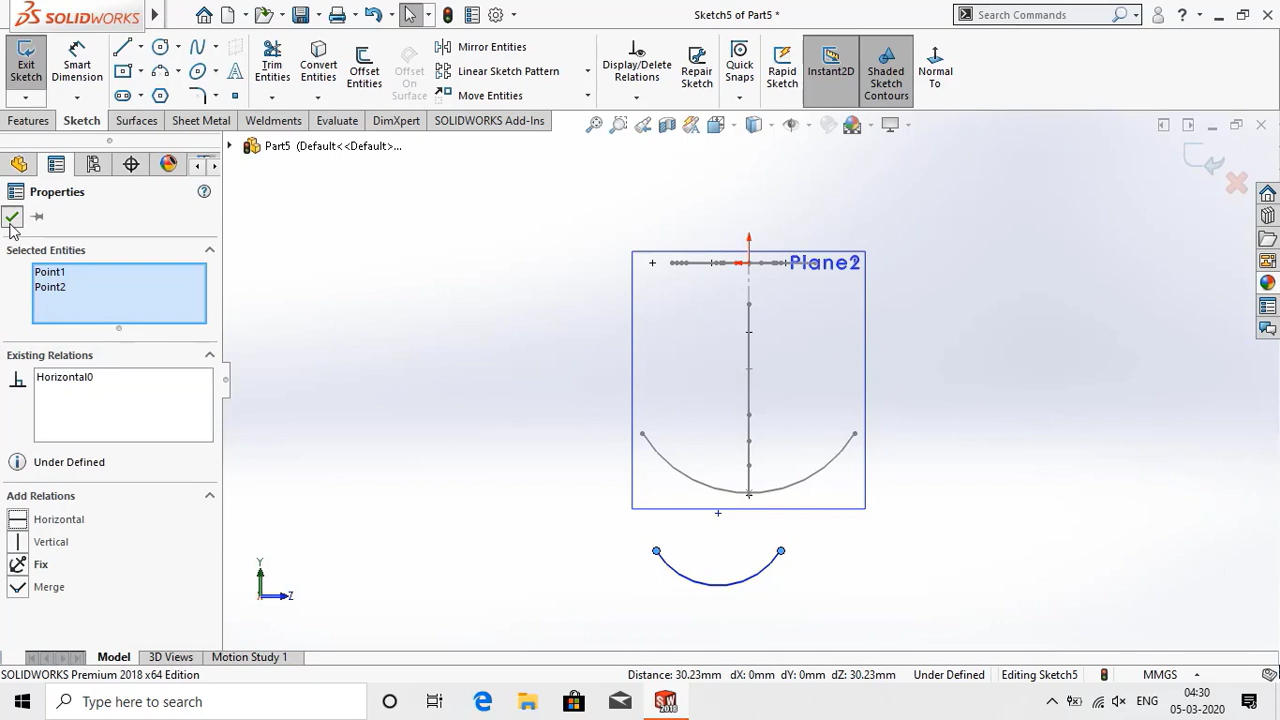 SOLIDWORKS
Sketch5 of Part5 *
Search Commands
?
Exit Sketch
Smart Dimension
Trim Entities
Convert Entities
Offset Entities
Offset On Surface
Mirror Entities
Linear Sketch Pattern
Move Entities
Display/Delete Relations
Repair Sketch
Quick Snaps
Rapid Sketch
Instant2D
Shaded Sketch Contours
Normal To
Features
Sketch
Surfaces
Sheet Metal
Weldments
Evaluate
DimXpert
SOLIDWORKS Add-Ins
Part5 (Default<<Default>...
Properties
?
Selected Entities
Point1
Point2
Existing Relations
Horizontal0
Under Defined
Add Relations
Horizontal
Vertical
Fix
Merge
Plane2
Y
Z
Model
3D Views
Motion Study 1
SOLIDWORKS Premium 2018 x64 Edition
Distance: 30.23mm dX: 0mm dY: 0mm dZ: 30.23mm
Under Defined
Editing Sketch5
MMGS
Type here to search
SW
2018
ENG
04:30
05-03-2020